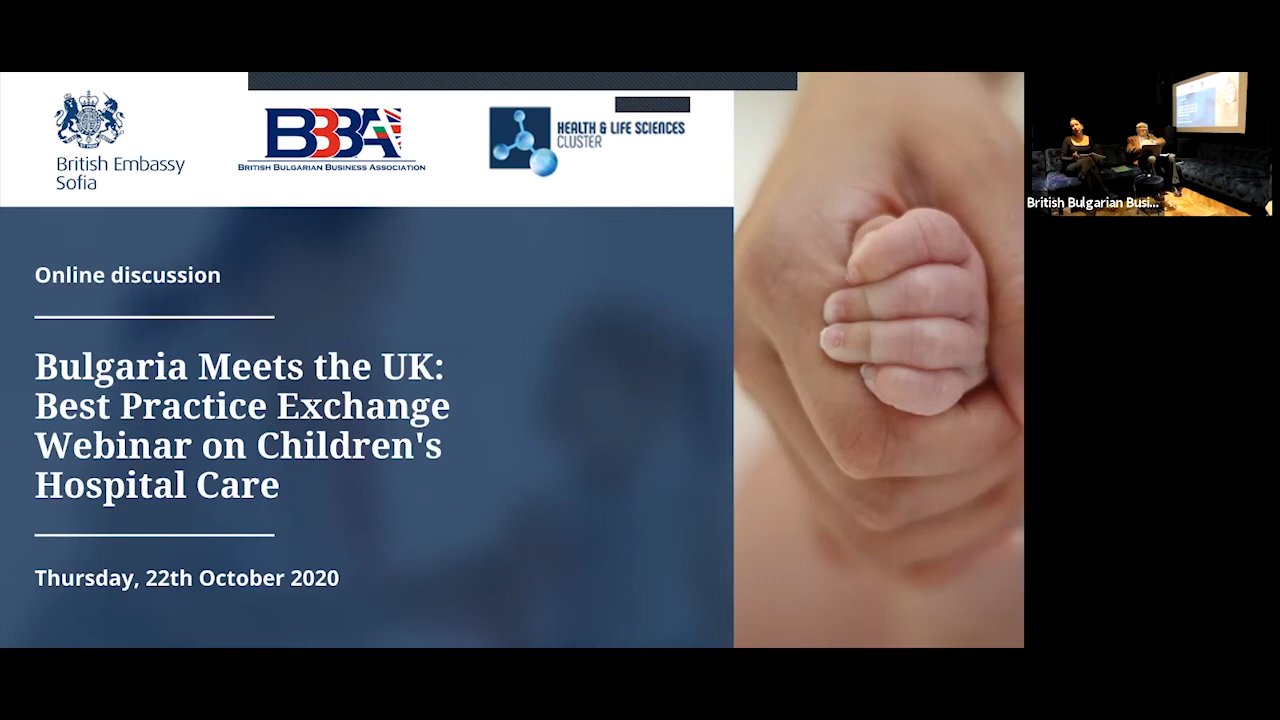 British Embassy
Sofia
BBBA
BRITISH BULGARIAN BUSINESS ASSOCIATION
HEALTH & LIFE SCIENCES
CLUSTER
British Bulgarian Busi...
Online discussion
Bulgaria Meets the UK:
Best Practice Exchange
Webinar on Children's
Hospital Care
Thursday, 22th October 2020